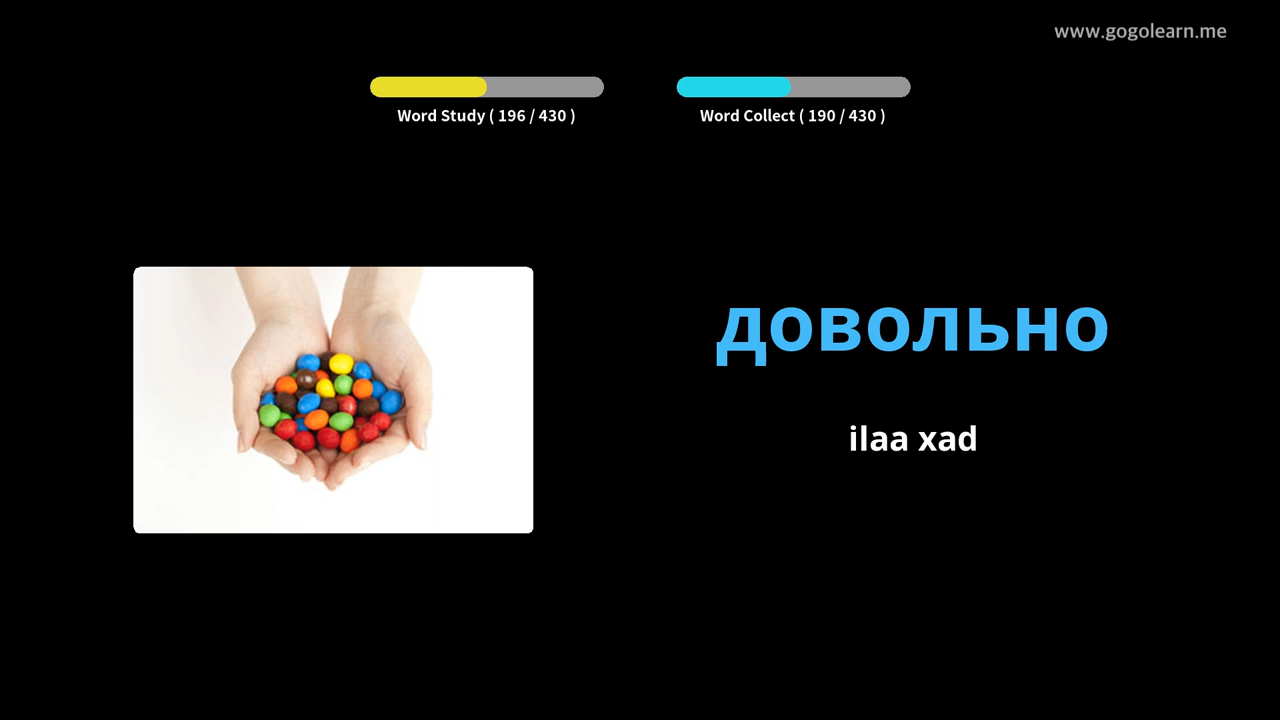 www.gogolearn.me
Word Study ( 196 / 430 )
Word Collect ( 190 / 430 )
довольно
ilaa xad